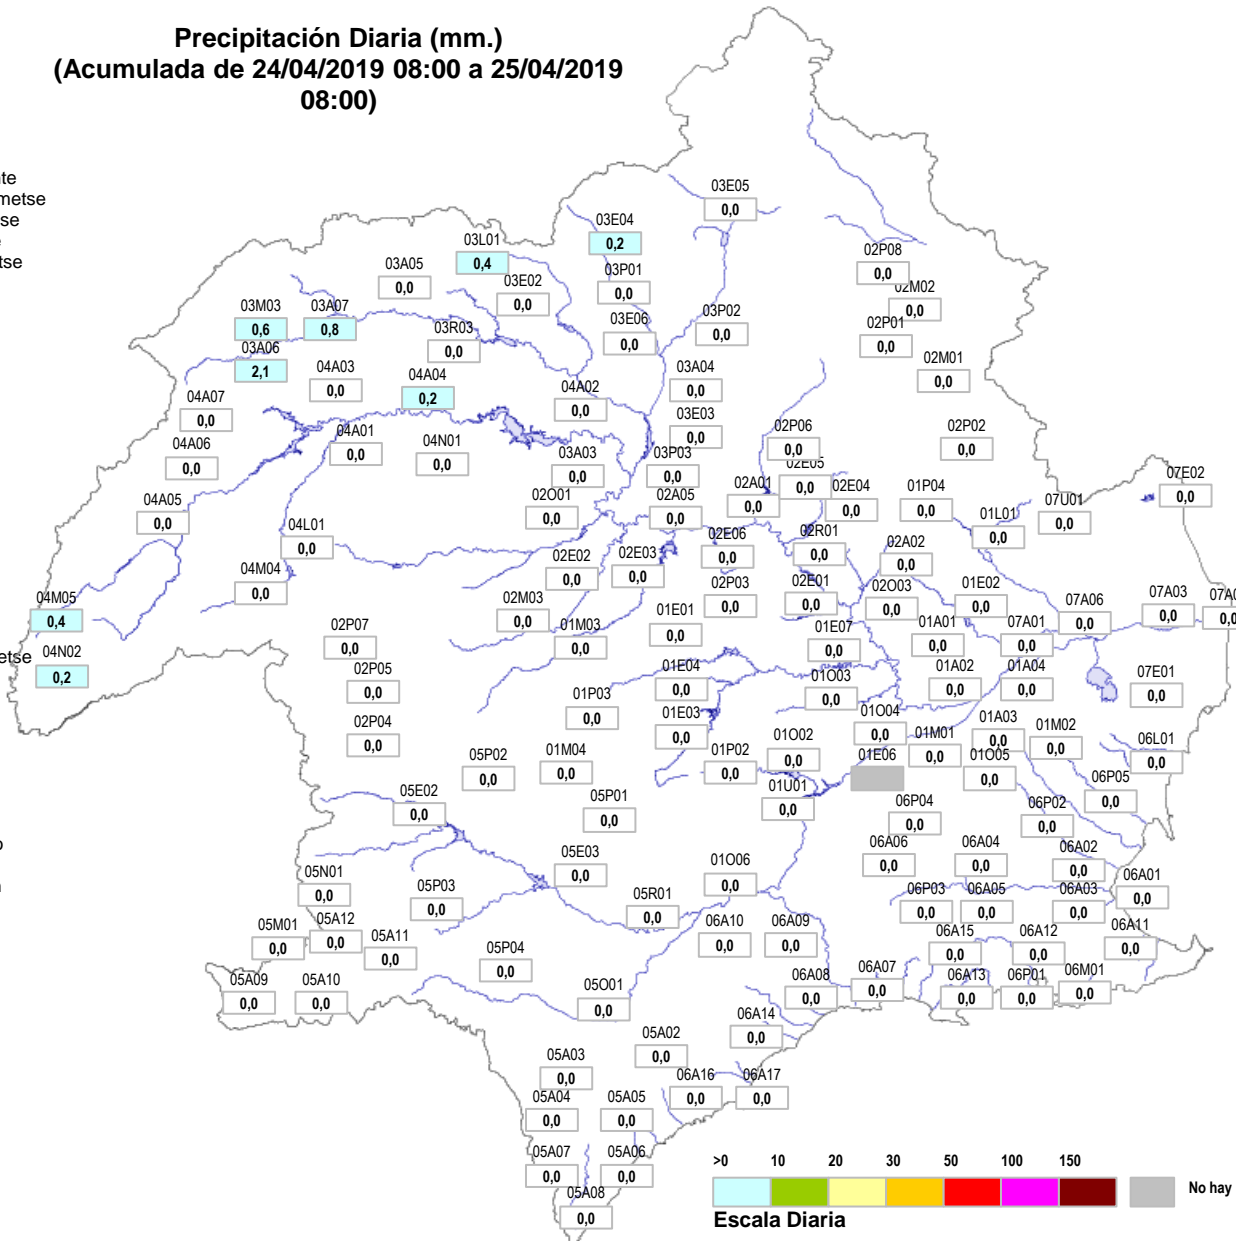 Precipitación Diaria (mm.)
(Acumulada de 24/04/2019 08:00 a 25/04/2019
08:00)
03E05
0,0
03E04
0,2
03L01
0,4
02P08
0,0
03A05
0,0
03P01
0,0
03E02
0,0
02M02
0,0
03M03
0,6
03A07
0,8
03P02
0,0
03R03
0,0
03E06
0,0
02P01
0,0
03A06
2,1
04A03
0,0
04A04
0,2
03A04
0,0
02M01
0,0
04A07
0,0
04A02
0,0
03E03
0,0
04A06
0,0
04A01
0,0
04N01
0,0
03A03
0,0
03P03
0,0
02P06
0,0
02P02
0,0
02E05
0,0
07E02
0,0
04A05
0,0
02O01
0,0
02A05
0,0
02A01
0,0
02E04
0,0
01P04
0,0
07U01
0,0
01L01
0,0
04L01
0,0
02E06
0,0
02R01
0,0
02A02
0,0
04M04
0,0
02E02
0,0
02E03
0,0
02P03
0,0
02E01
0,0
02O03
0,0
01E02
0,0
04M05
0,4
02M03
0,0
01E01
0,0
07A06
0,0
07A03
0,0
02P07
0,0
01M03
0,0
01E07
0,0
01A01
0,0
07A01
0,0
04N02
0,2
02P05
0,0
01E04
0,0
01O03
0,0
01A02
0,0
01A04
0,0
07E01
0,0
01P03
0,0
01E03
0,0
01O04
0,0
02P04
0,0
01M01
0,0
01A03
0,0
01M02
0,0
06L01
0,0
05P02
0,0
01M04
0,0
01P02
0,0
01O02
0,0
01E06
01O05
0,0
06P05
0,0
05E02
0,0
05P01
0,0
01U01
0,0
06P04
0,0
06P02
0,0
05E03
0,0
01O06
0,0
06A06
0,0
06A04
0,0
06A02
0,0
05N01
0,0
05P03
0,0
05R01
0,0
06P03
0,0
06A05
0,0
06A03
0,0
06A01
0,0
05M01
0,0
05A12
0,0
05A11
0,0
06A10
0,0
06A09
0,0
06A15
0,0
06A12
0,0
06A11
0,0
05P04
0,0
05A09
0,0
05A10
0,0
05O01
0,0
06A08
0,0
06A07
0,0
06A13
0,0
06P01
0,0
06M01
0,0
05A02
0,0
06A14
0,0
05A03
0,0
06A16
0,0
06A17
0,0
05A04
0,0
05A05
0,0
05A07
0,0
05A06
0,0
05A08
0,0
>0 10 20 30 50 100 150
No hay
Escala Diaria